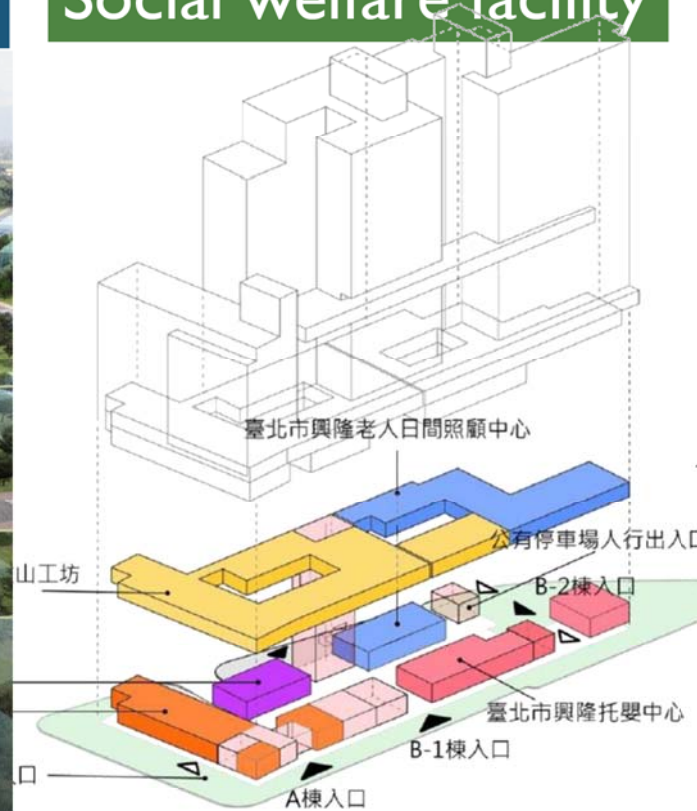 Social welfare facility
臺北市興隆老人日間照顧中心
公有停車場人行出入口
山工坊
B-2棟入口
臺北市興隆托嬰中心
B-1棟入口
口
A棟入口